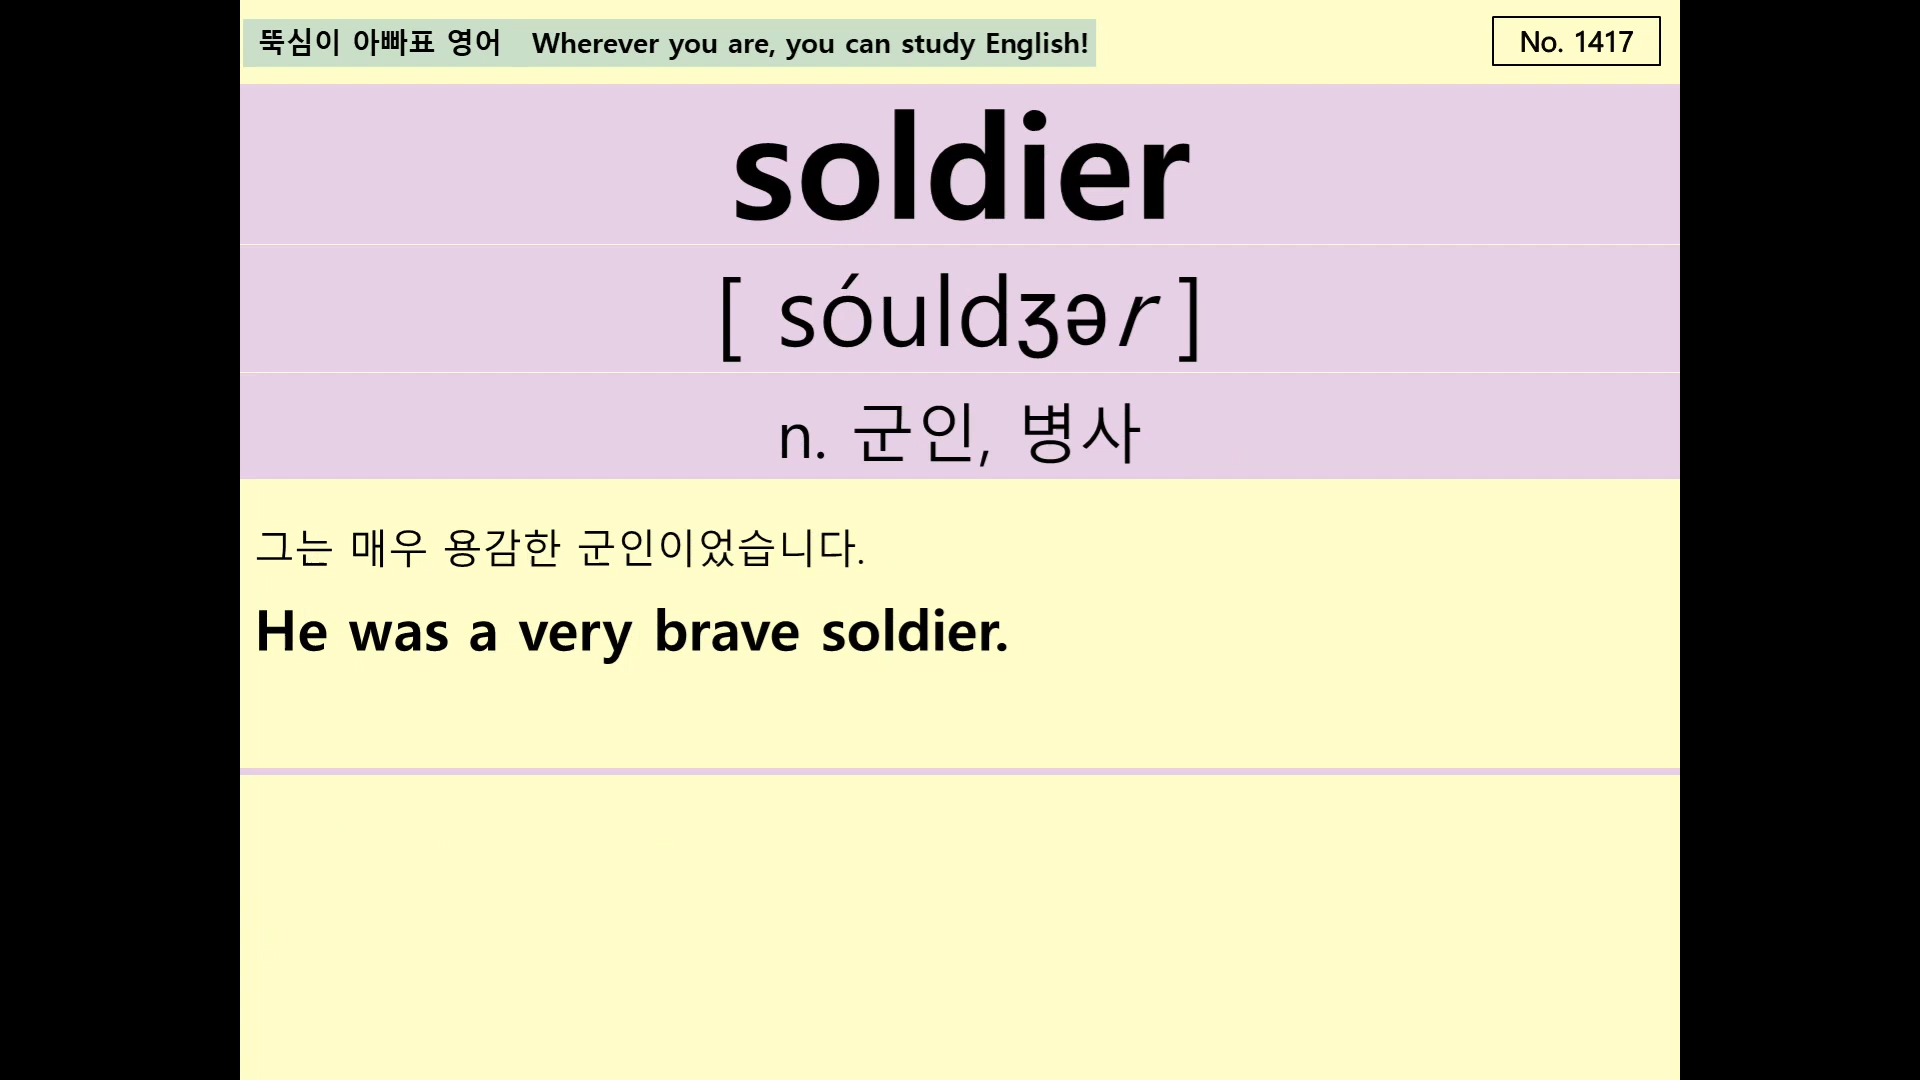 뚝심이 아빠표 영어 Wherever you are, you can study English!
No. 1417
soldier
[ sóuldʒər ]
n. 군인, 병사
그는 매우 용감한 군인이었습니다.
He was a very brave soldier.